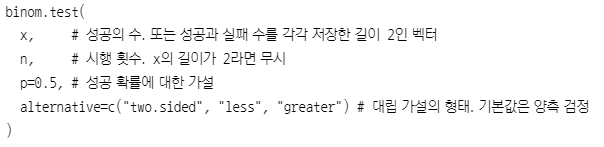 binom.test(
x, # 성공의 수. 또는 성공과 실패 수를 각각 저장한 길이 2인 벡터
n, # 시행 횟수. x의 길이가 2라면 무시
p=0.5, # 성공 확률에 대한 가설
alternative=c("two.sided", "less", "greater") # 대립 가설의 형태. 기본값은 양측 검정
)